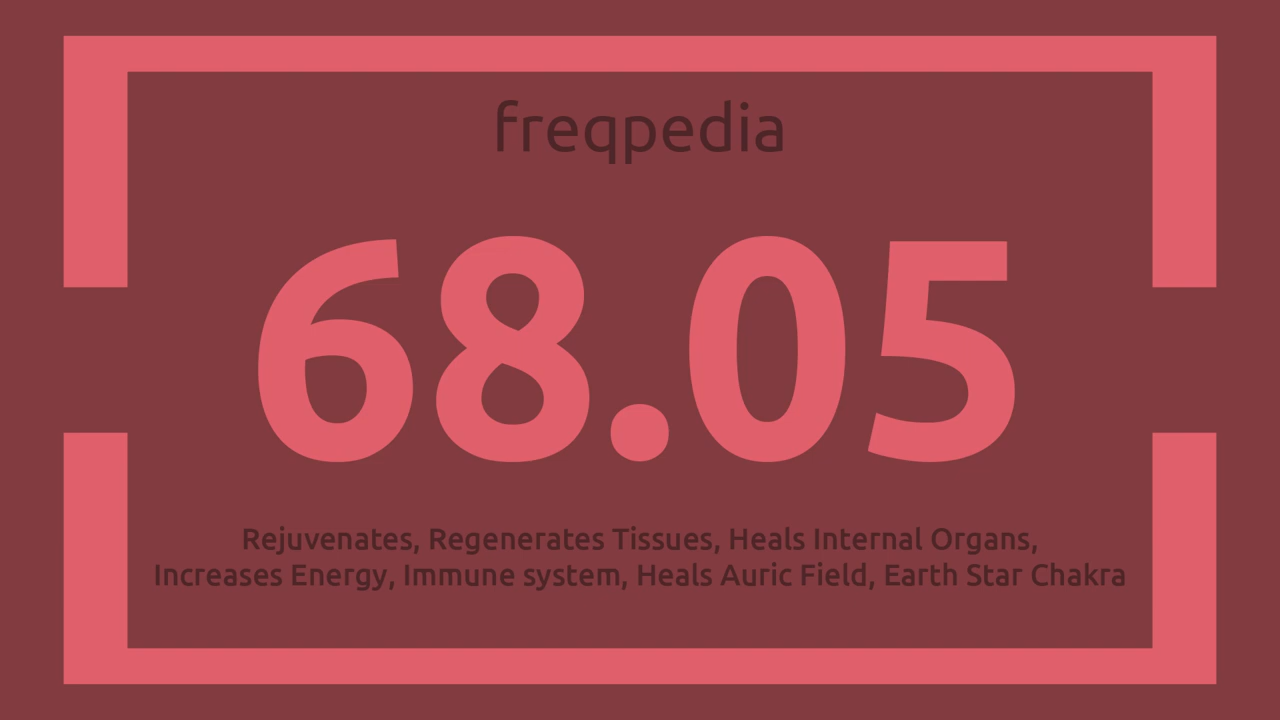 freqpedia
68.05
Rejuvenates, Regenerates Tissues, Heals Internal Organs,
Increases Energy, Immune system, Heals Auric Field, Earth Star Chakra